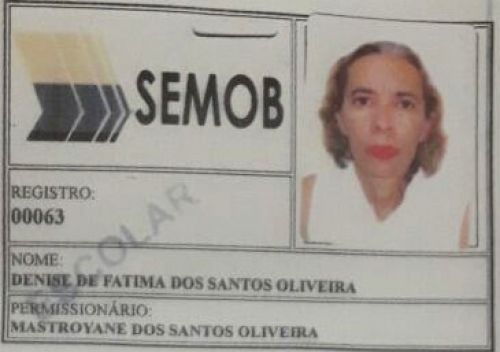 SEMOB
REGISTRO:
00063
ESCOLAR
NOME:
DENISE DE FATIMA DOS SANTOS OLIVEIRA
PERMISSIONÁRIO:
MASTROYANE DOS SANTOS OLIVEIRA